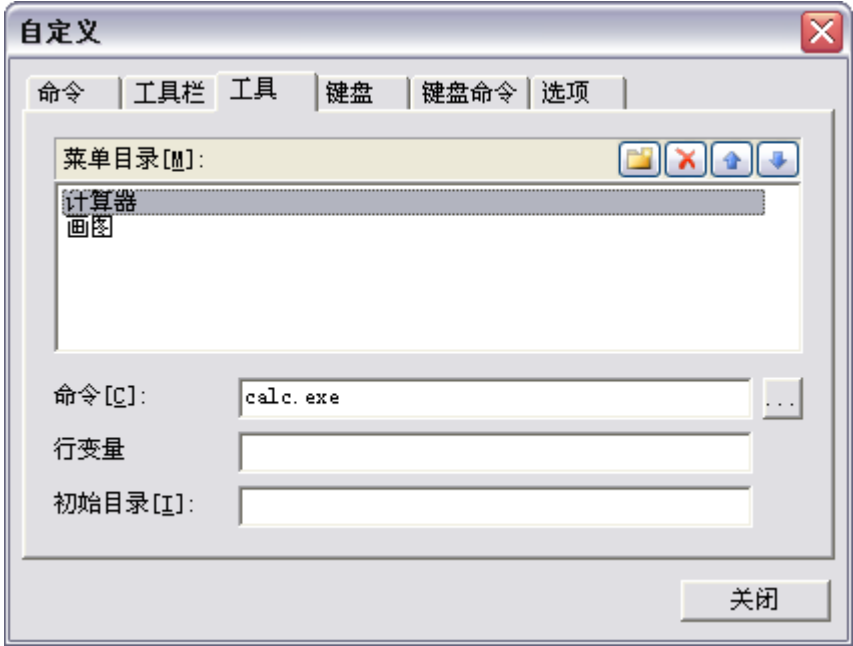 自定义
命令 工具栏 工具 键盘 键盘命令 选项
菜单目录[M]:
计算器
画图
命令[C]: calc.exe ...
行变量
初始目录[I]:
关闭